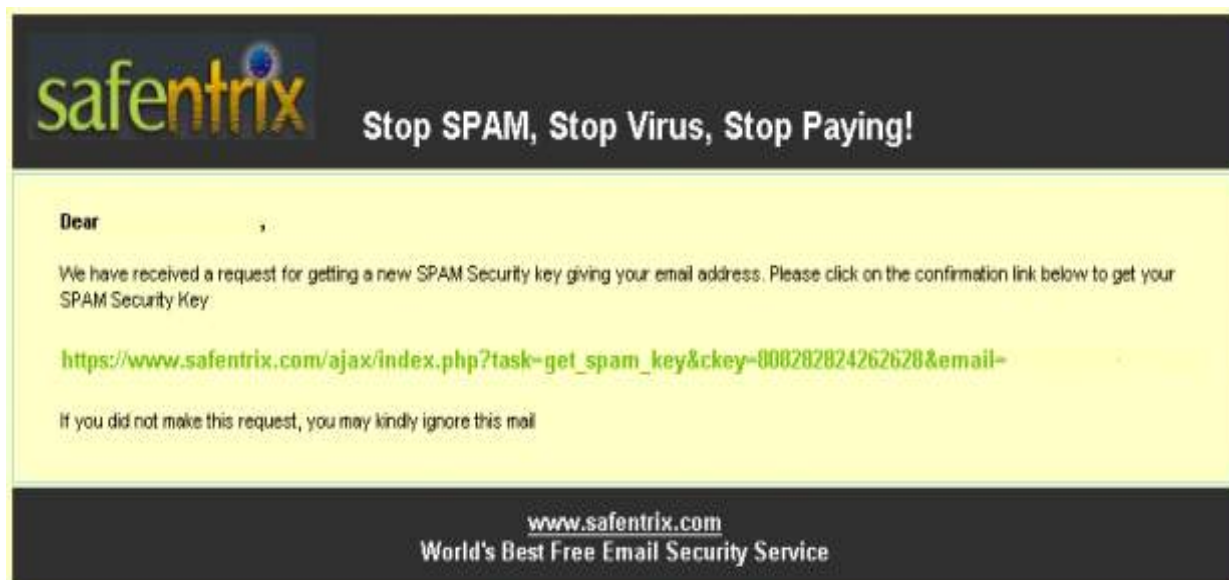 safentrix
Stop SPAM, Stop Virus, Stop Paying!
Dear ,
We have received a request for getting a new SPAM Security key giving your email address. Please click on the confirmation link below to get your
SPAM Security Key
https://www.safentrix.com/ajax/index.php?task=get_spam_key&ckey=808282824262628&email=
If you did not make this request, you may kindly ignore this mail
www.safentrix.com
World's Best Free Email Security Service